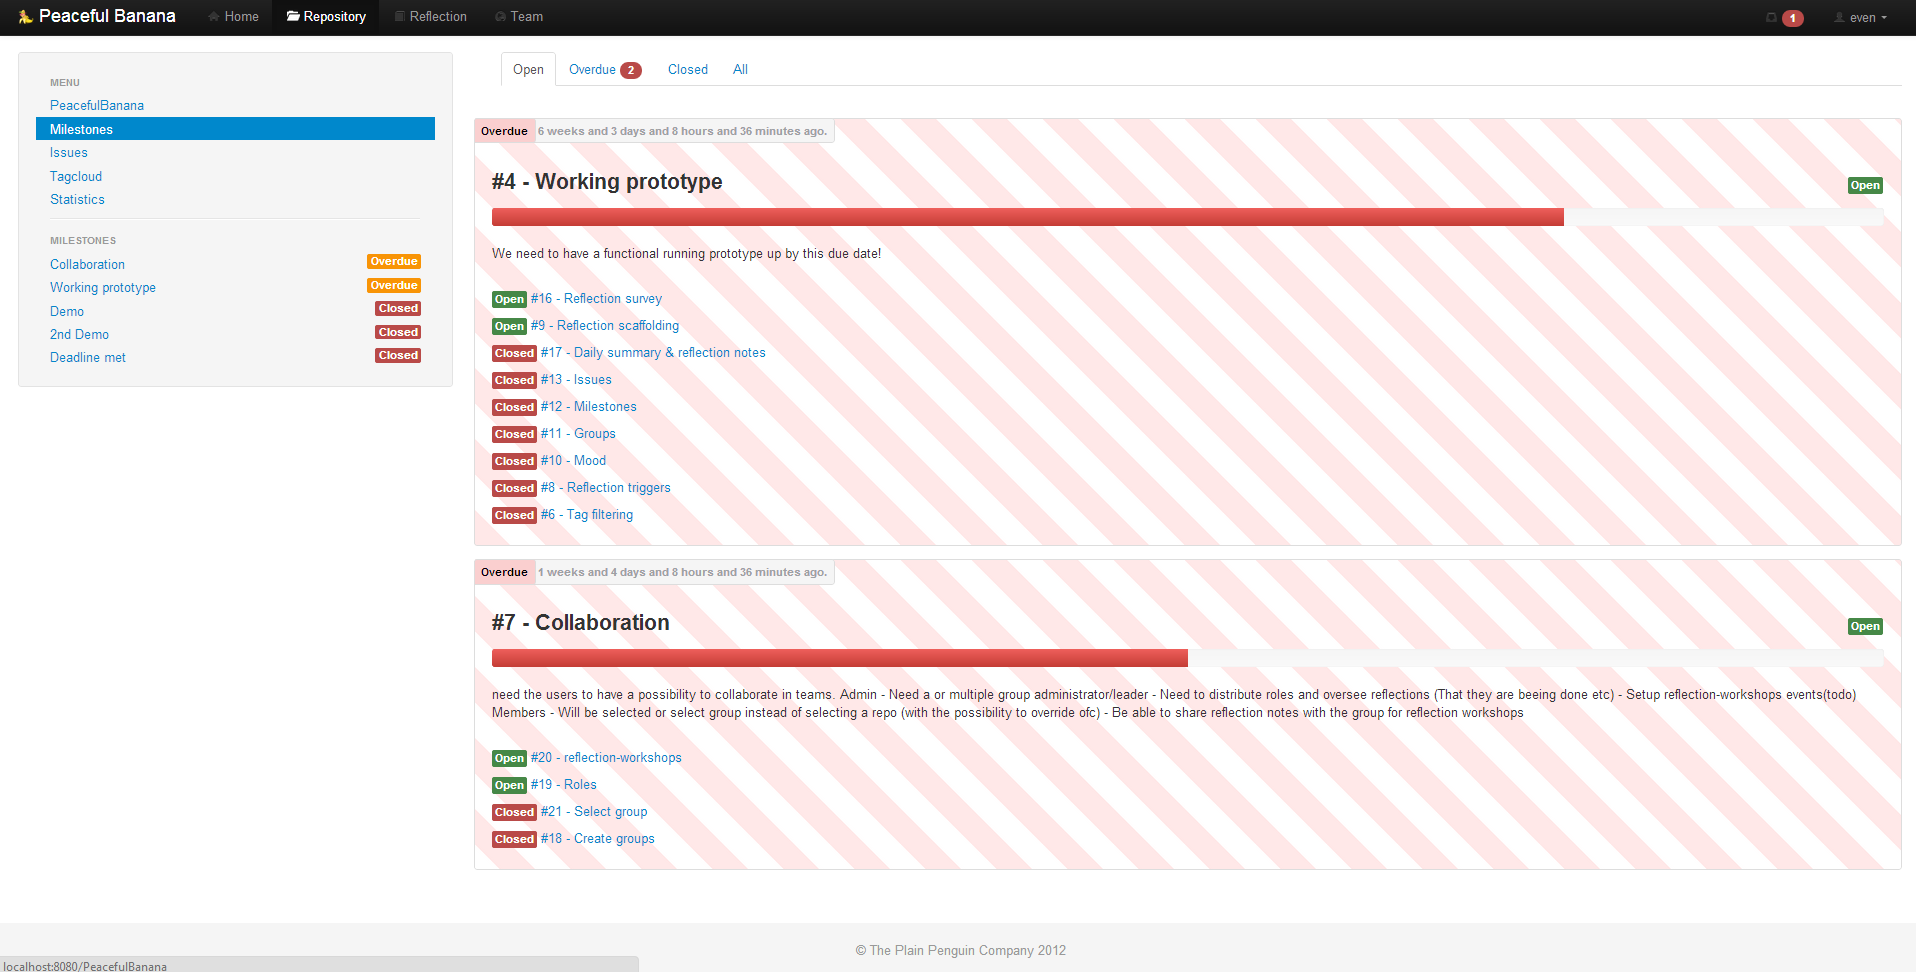 Peaceful Banana Home Repository Reflection Team 1 even
MENU
PeacefulBanana
Milestones
Issues
Tagcloud
Statistics
MILESTONES
Collaboration Overdue
Working prototype Overdue
Demo Closed
2nd Demo Closed
Deadline met Closed
Open Overdue 2 Closed All
Overdue 6 weeks and 3 days and 8 hours and 36 minutes ago.
#4 - Working prototype Open
We need to have a functional running prototype up by this due date!
Open #16 - Reflection survey
Open #9 - Reflection scaffolding
Closed #17 - Daily summary & reflection notes
Closed #13 - Issues
Closed #12 - Milestones
Closed #11 - Groups
Closed #10 - Mood
Closed #8 - Reflection triggers
Closed #6 - Tag filtering
Overdue 1 weeks and 4 days and 8 hours and 36 minutes ago.
#7 - Collaboration Open
need the users to have a possibility to collaborate in teams. Admin - Need a or multiple group administrator/leader - Need to distribute roles and oversee reflections (That they are beeing done etc) - Setup reflection-workshops events(todo)
Members - Will be selected or select group instead of selecting a repo (with the possibility to override ofc) - Be able to share reflection notes with the group for reflection workshops
Open #20 - reflection-workshops
Open #19 - Roles
Closed #21 - Select group
Closed #18 - Create groups
© The Plain Penguin Company 2012
localhost:8080/PeacefulBanana